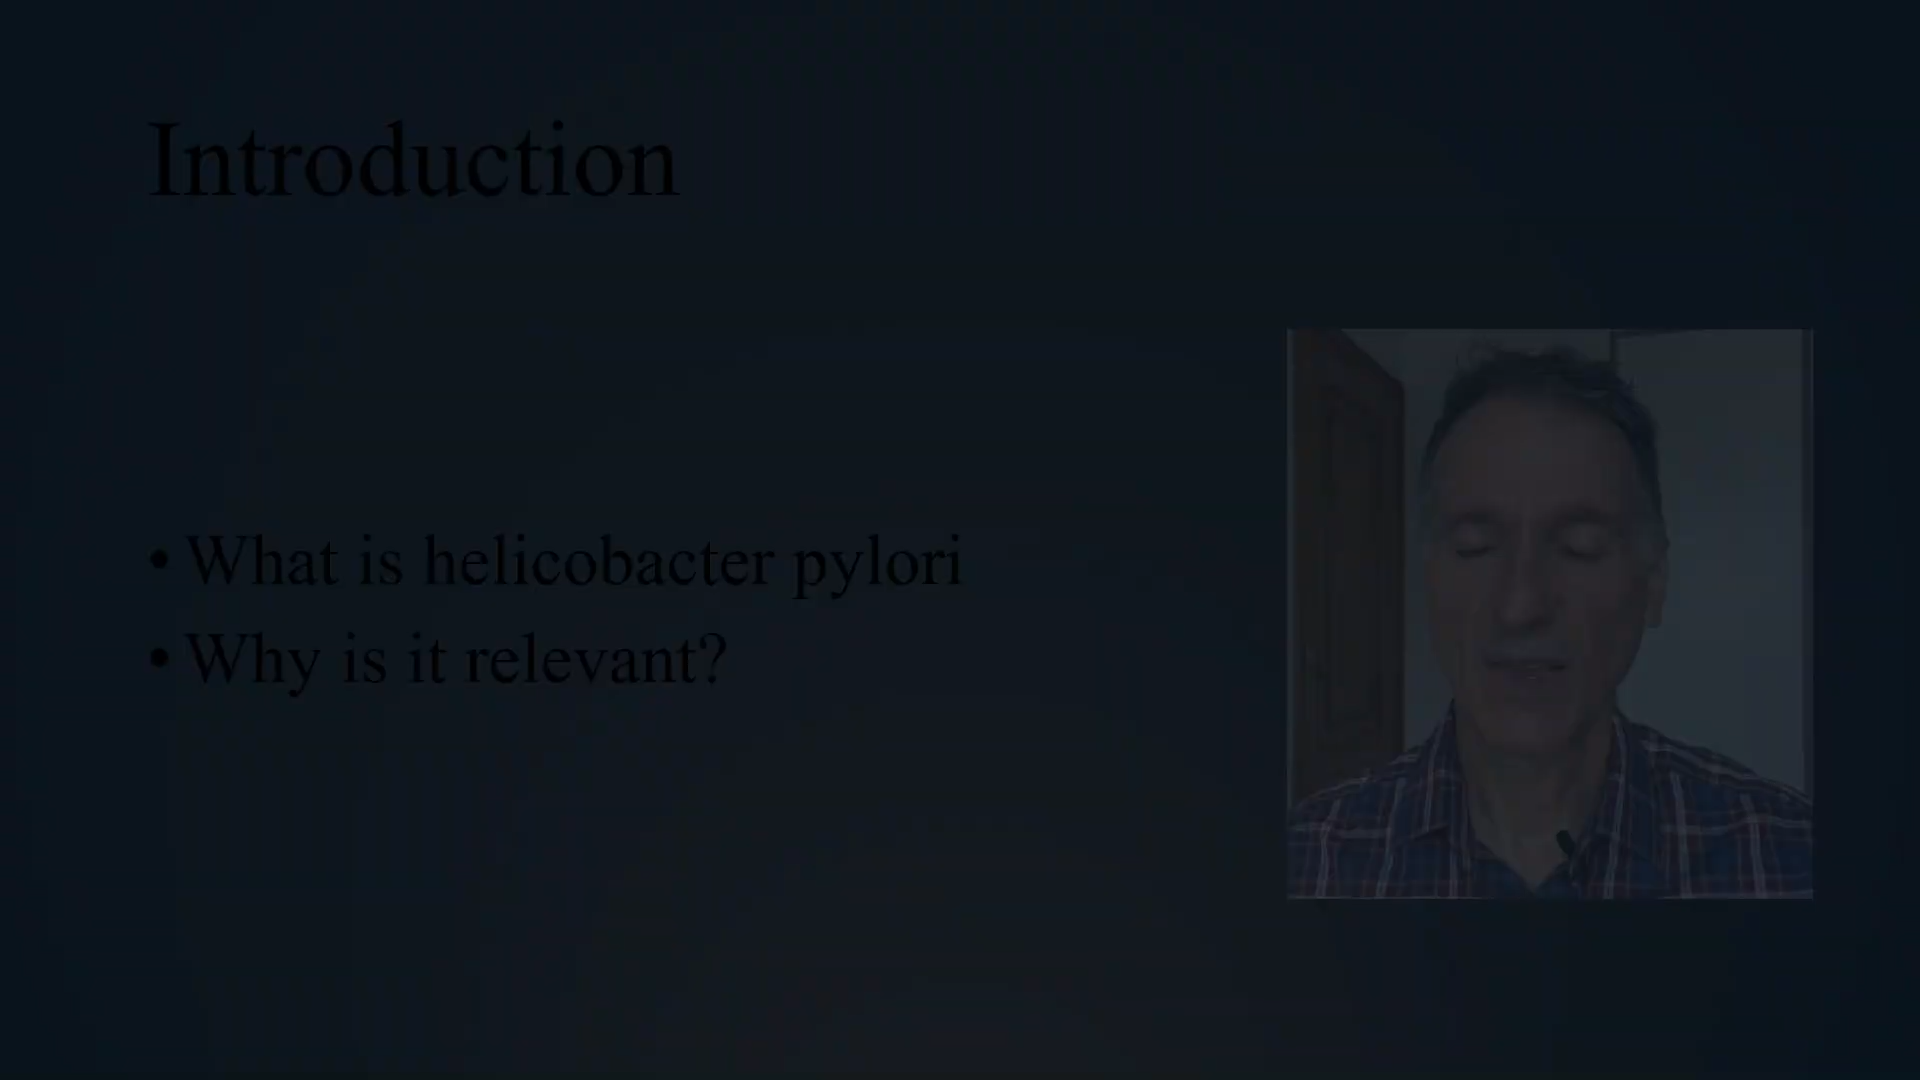 Introduction
• What is helicobacter pylori
• Why is it relevant?